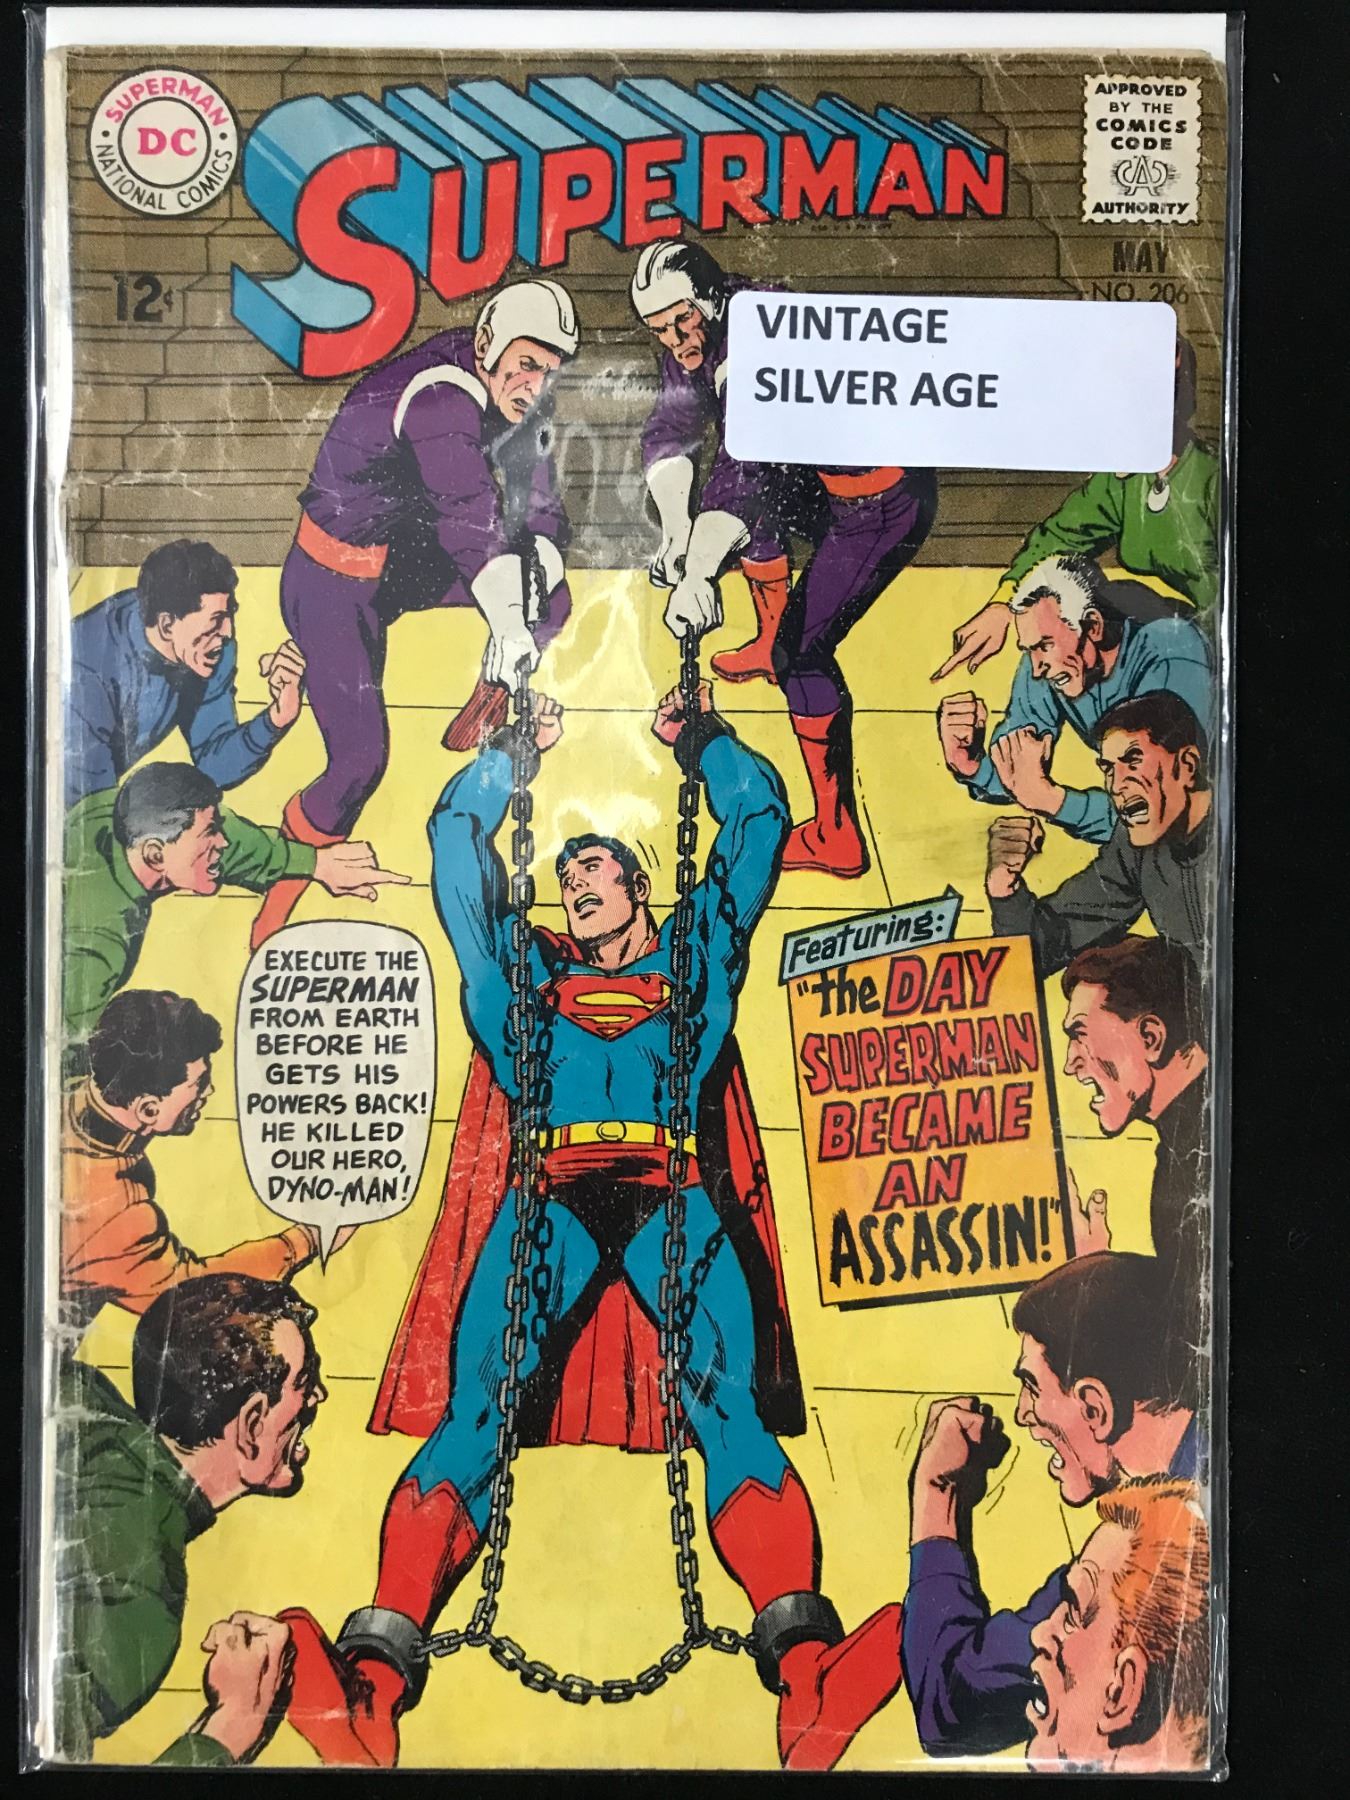 SUPERMAN
DC
NATIONAL COMICS
SUPERMAN
APPROVED
BY THE
COMICS
CODE
CA
AUTHORITY
MAY
NO. 206
12¢
VINTAGE
SILVER AGE
EXECUTE THE
SUPERMAN
FROM EARTH
BEFORE HE
GETS HIS
POWERS BACK!
HE KILLED
OUR HERO,
DYNO-MAN!
Featuring:
"the DAY
SUPERMAN
BECAME
AN
ASSASSIN!"
S